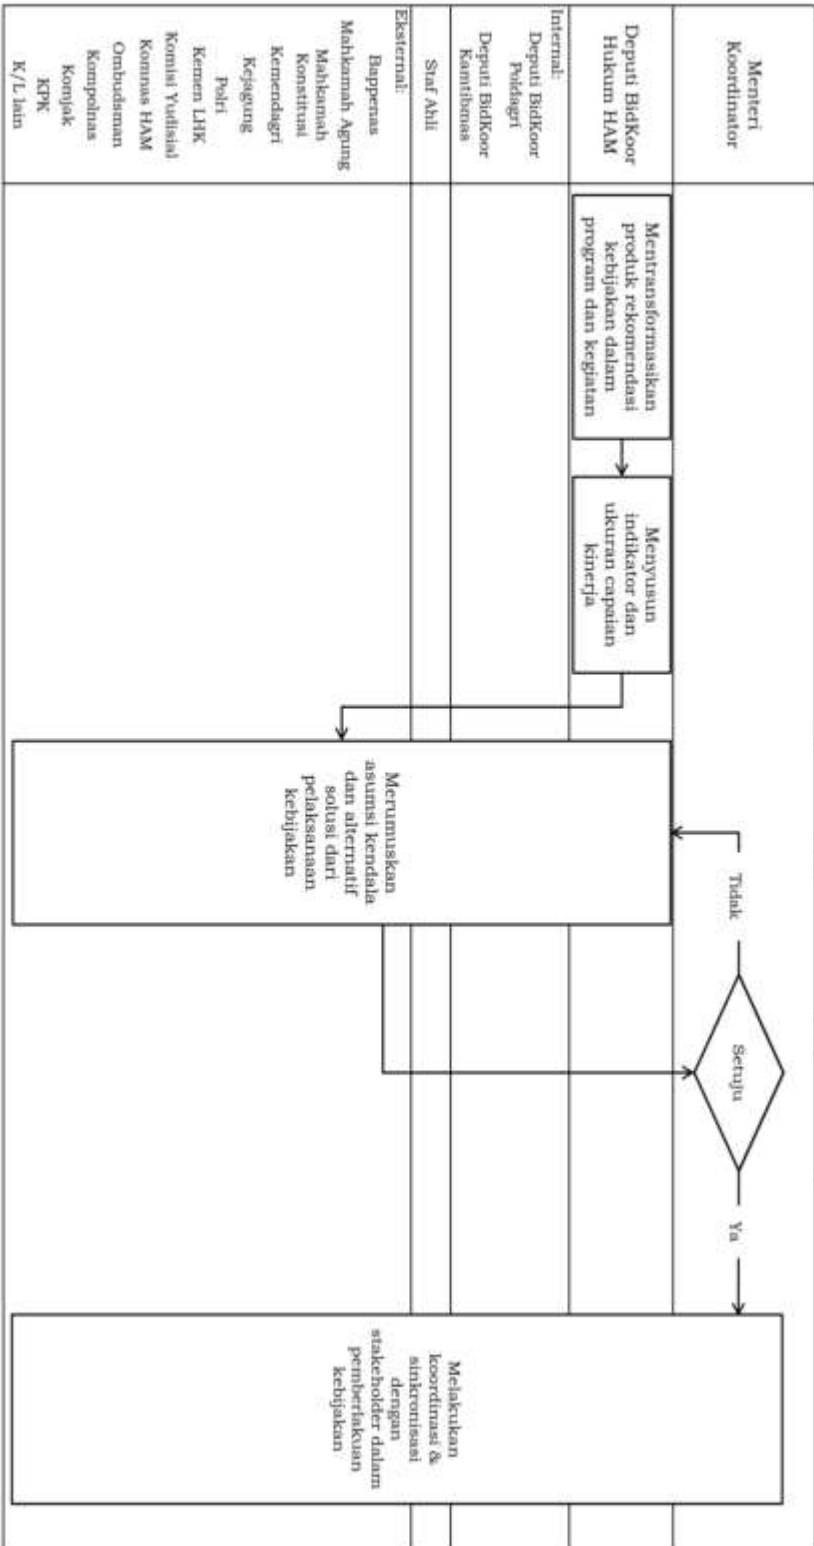 Menteri
Koordinator
Deputi BidKoor
Hukum HAM
Internal:
Deputi BidKoor
Poldagri
Deputi BidKoor
Kamtibmas
Staf Ahli
Eksternal:
Bappenas
Mahkamah Agung
Mahkamah
Konstitusi
Kemendagri
Kejagung
Polri
Kemen LHK
Komisi Yudisial
Komnas HAM
Ombudsman
Kompolnas
Komjak
KPK
K/L lain
Mentransformasikan
produk rekomendasi
kebijakan dalam
program dan kegiatan
Menyusun
indikator dan
ukuran capaian
kinerja
Merumuskan
asumsi kendala
dan alternatif
solusi dari
pelaksanaan
kebijakan
Tidak
Setuju
Ya
Melakukan
koordinasi &
sinkronisasi
dengan
stakeholder dalam
pemberlakuan
kebijakan